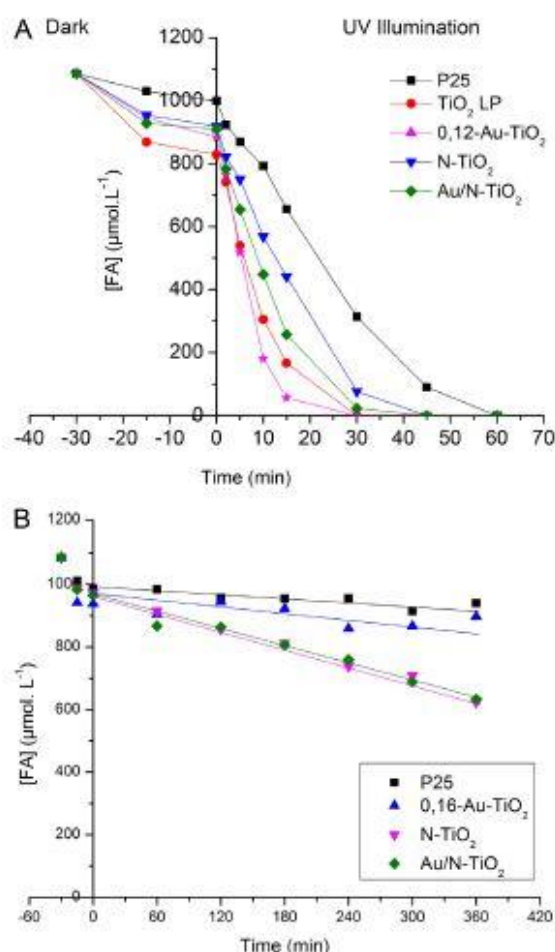 A Dark UV Illumination
1200
1000
800
600
400
200
0
[FA] (µmol.L⁻¹)
P25
TiO₂ LP
0,12-Au-TiO₂
N-TiO₂
Au/N-TiO₂
-40 -30 -20 -10 0 10 20 30 40 50 60 70
Time (min)
B
1200
1000
800
600
400
200
0
[FA] (µmol. L⁻¹)
P25
0,16-Au-TiO₂
N-TiO₂
Au/N-TiO₂
-60 0 60 120 180 240 300 360 420
Time (min)